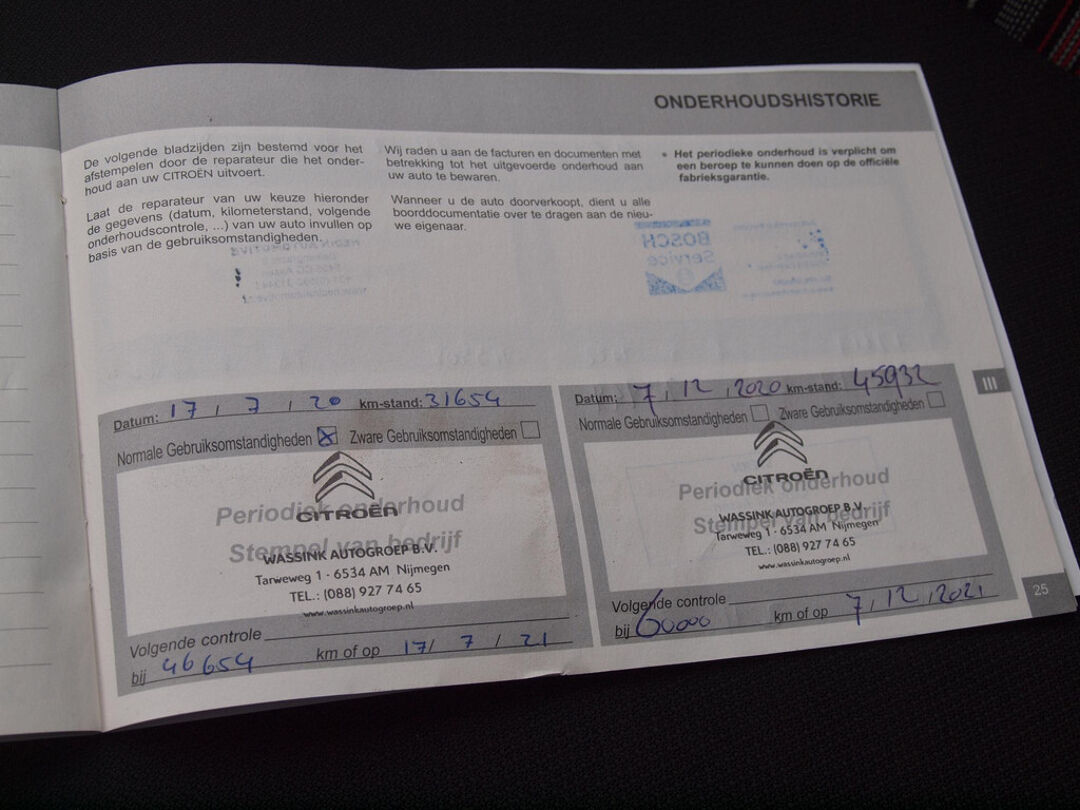 ONDERHOUDSHISTORIE
De volgende bladzijden zijn bestemd voor het
afstempelen door de reparateur die het onder-
houd aan uw CITROËN uitvoert.
Laat de reparateur van uw keuze hieronder
de gegevens (datum, kilometerstand, volgende
onderhoudscontrole, ...) van uw auto invullen op
basis van de gebruiksomstandigheden.
Wij raden u aan de facturen en documenten met
betrekking tot het uitgevoerde onderhoud aan
uw auto te bewaren.
Wanneer u de auto doorverkoopt, dient u alle
boorddocumentatie over te dragen aan de nieu-
we eigenaar.
• Het periodieke onderhoud is verplicht om
een beroep te kunnen doen op de officiële
fabrieksgarantie.
BOSCH
Service
III
Datum: 17 / 7 / 20 km-stand: 31654
Normale Gebruiksomstandigheden Zware Gebruiksomstandigheden
Periodiek onderhoud
CITROËN
Stempel van bedrijf
WASSINK AUTOGROEP B.V.
Tarweweg 1 - 6534 AM Nijmegen
TEL.: (088) 927 74 65
www.wassinkautogroep.nl
Volgende controle
bij 46654 km of op 17 / 7 / 21
Datum: 7 / 12 / 2020 km-stand: 45932
Normale Gebruiksomstandigheden Zware Gebruiksomstandigheden
CITROËN
Periodiek onderhoud
Stempel van bedrijf
WASSINK AUTOGROEP B.V.
Tarweweg 1 - 6534 AM Nijmegen
TEL.: (088) 927 74 65
www.wassinkautogroep.nl
Volgende controle
bij 60000 km of op 7 / 12 / 2021
25